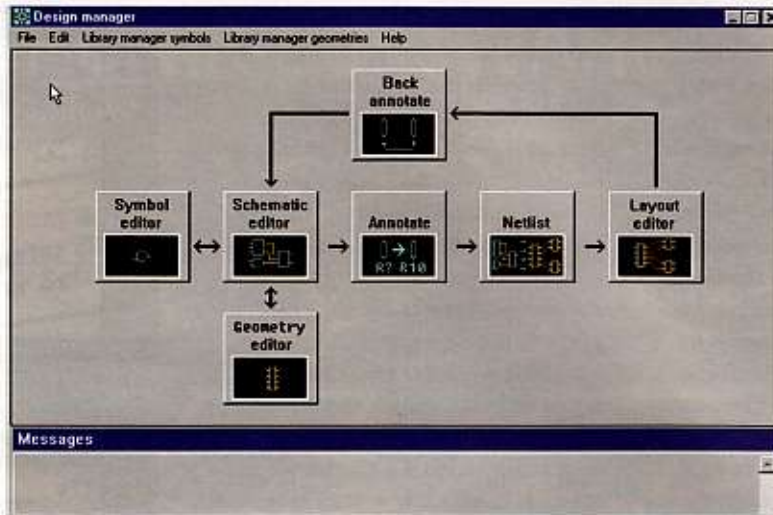 Design manager
File Edit Library manager symbols Library manager geometries Help
Back
annotate
Symbol
editor
Schematic
editor
Annotate
R? R10
Netlist
Layout
editor
Geometry
editor
Messages